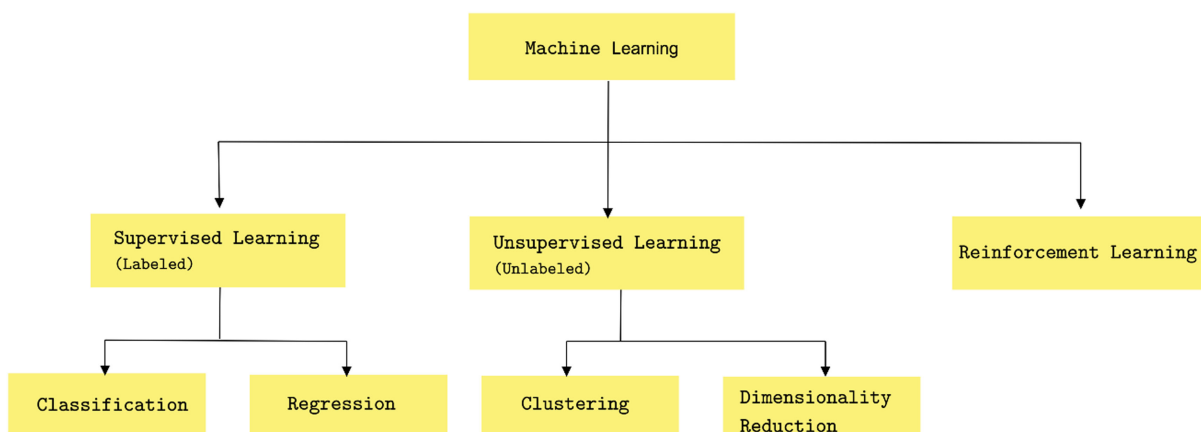 Machine Learning
Supervised Learning
(Labeled)
Unsupervised Learning
(Unlabeled)
Reinforcement Learning
Classification
Regression
Clustering
Dimensionality
Reduction